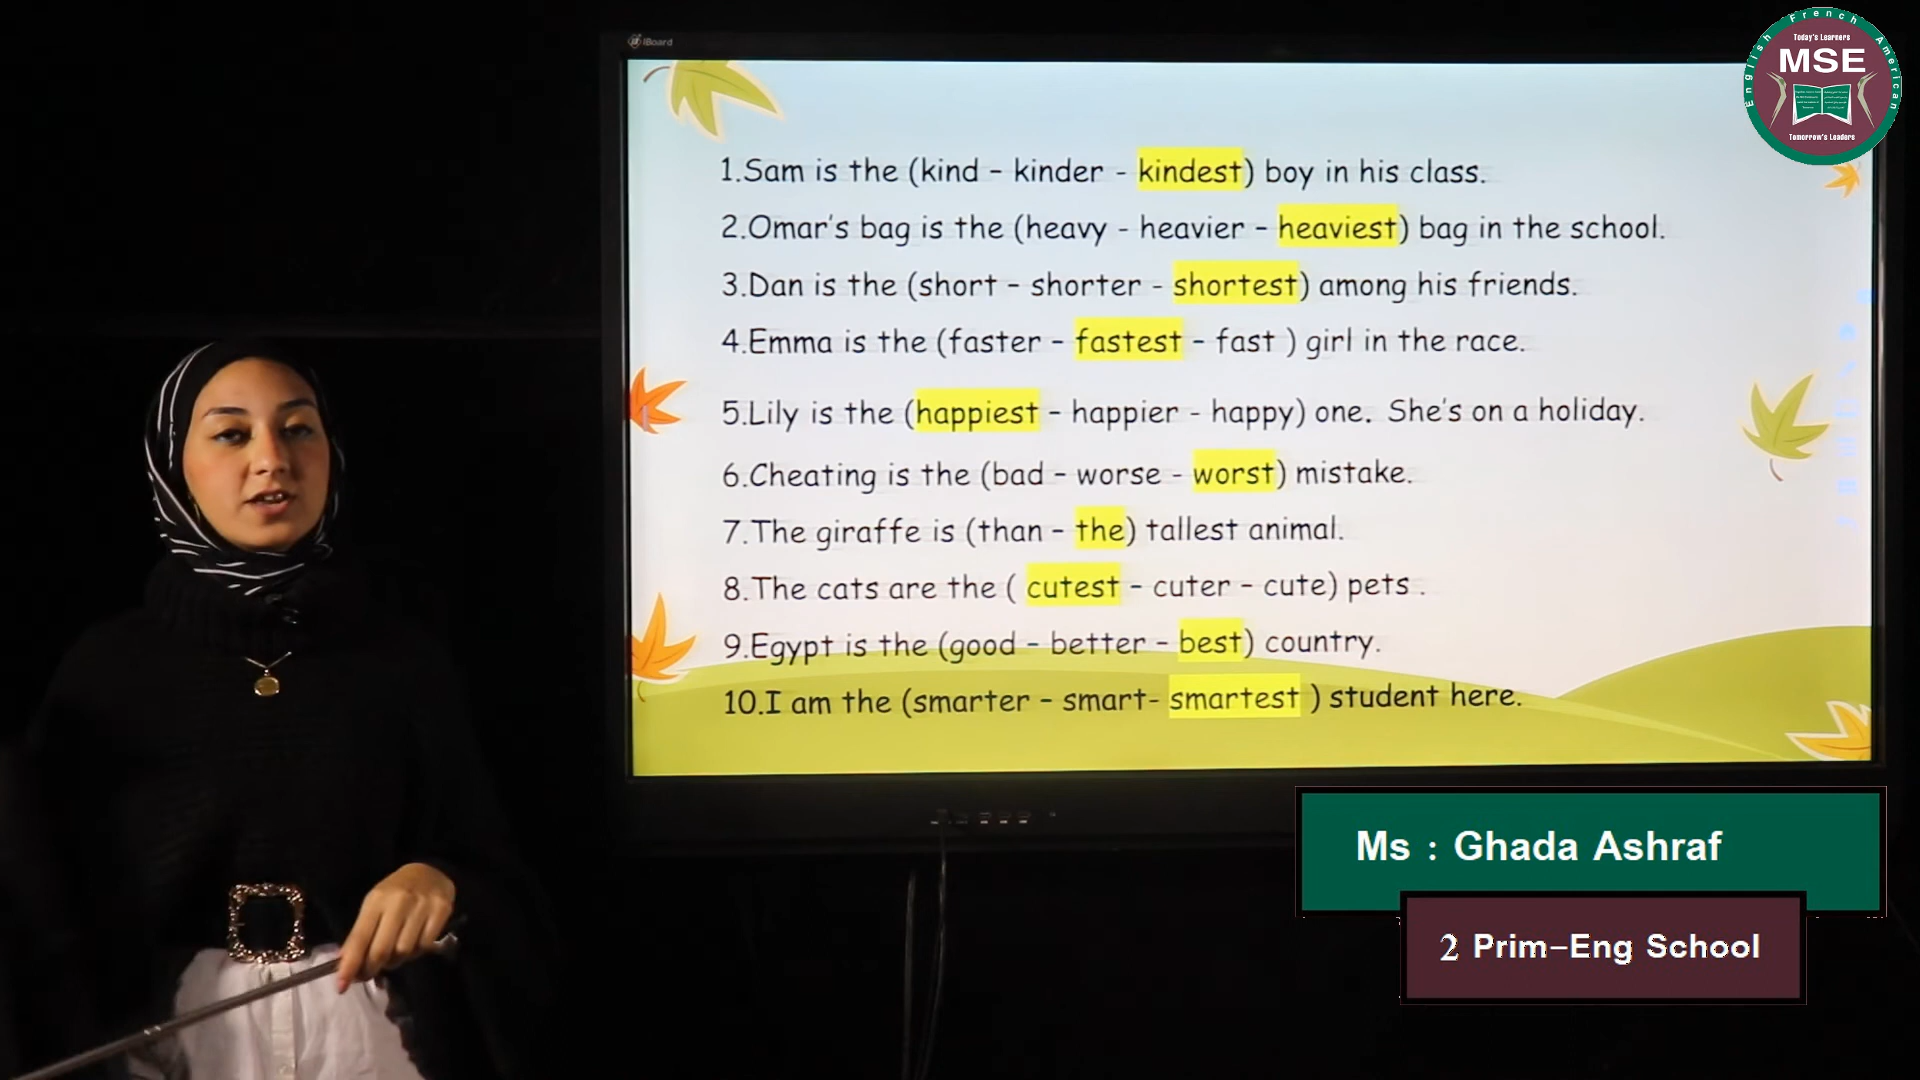 iBoard
English French American
Today's Learners
MSE
Tomorrow's Leaders
1.Sam is the (kind – kinder - kindest) boy in his class.
2.Omar's bag is the (heavy - heavier – heaviest) bag in the school.
3.Dan is the (short – shorter - shortest) among his friends.
4.Emma is the (faster – fastest – fast ) girl in the race.
5.Lily is the (happiest – happier - happy) one. She's on a holiday.
6.Cheating is the (bad – worse - worst) mistake.
7.The giraffe is (than – the) tallest animal.
8.The cats are the ( cutest – cuter – cute) pets .
9.Egypt is the (good – better – best) country.
10.I am the (smarter – smart- smartest ) student here.
Ms : Ghada Ashraf
2 Prim-Eng School